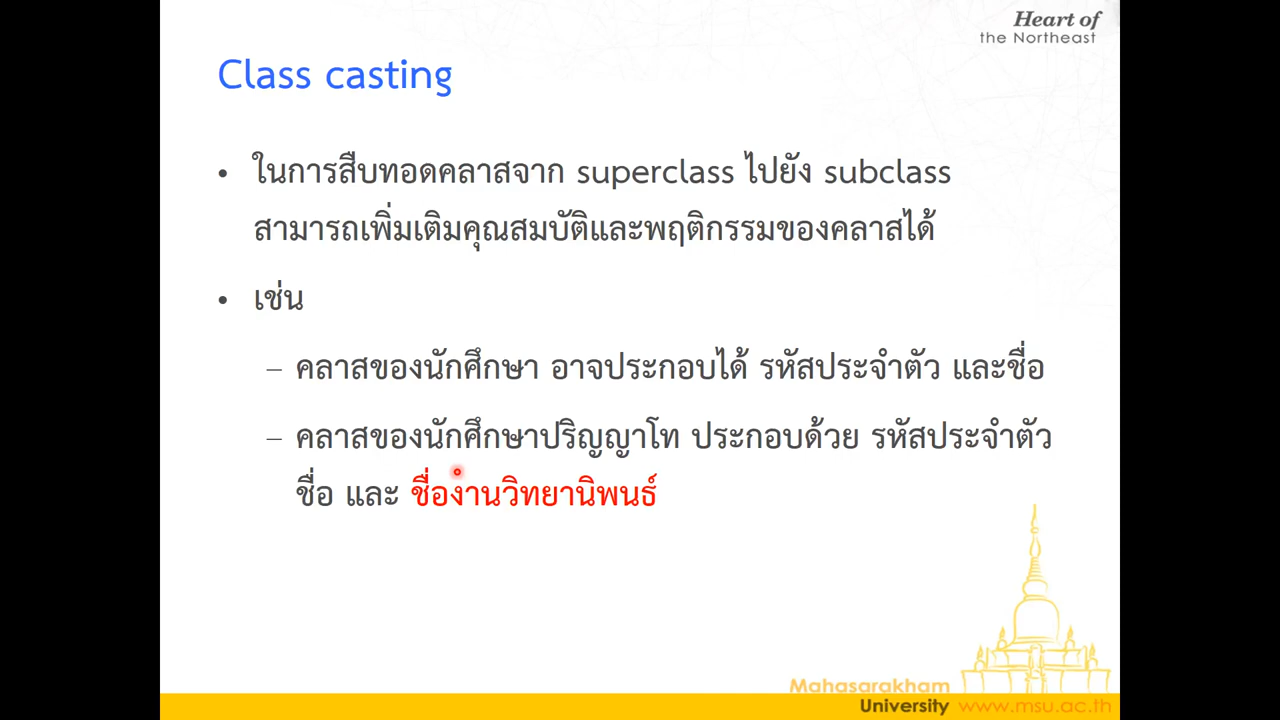 Heart of
the Northeast
Class casting
• ในการสืบทอดคลาสจาก superclass ไปยัง subclass
สามารถเพิ่มเติมคุณสมบัติและพฤติกรรมของคลาสได้
• เช่น
– คลาสของนักศึกษา อาจประกอบได้ รหัสประจำตัว และชื่อ
– คลาสของนักศึกษาปริญญาโท ประกอบด้วย รหัสประจำตัว
ชื่อ และ ชื่องานวิทยานิพนธ์
Mahasarakham
University www.msu.ac.th